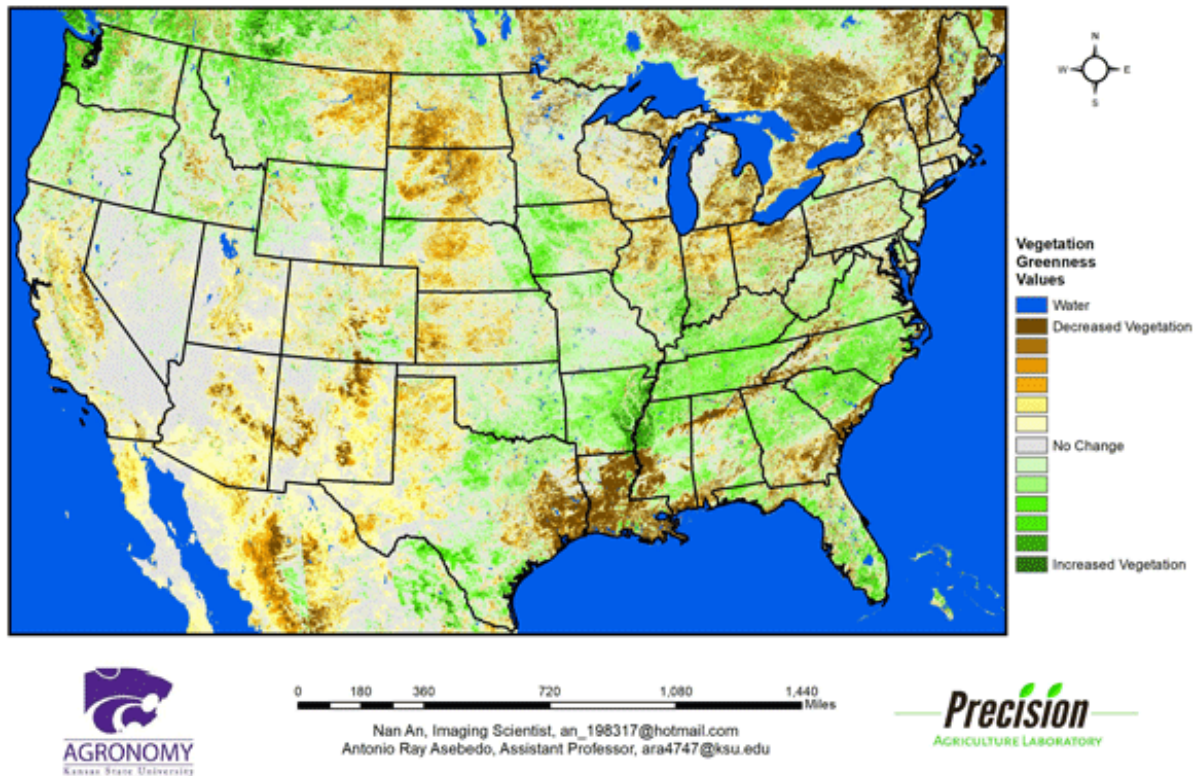 N
W
E
S
Vegetation
Greenness
Values
Water
Decreased Vegetation
No Change
Increased Vegetation
0 180 360 720 1,080 1,440
Miles
Nan An, Imaging Scientist, an_198317@hotmail.com
Antonio Ray Asebedo, Assistant Professor, ara4747@ksu.edu
AGRONOMY
Kansas State University
Precision
AGRICULTURE LABORATORY